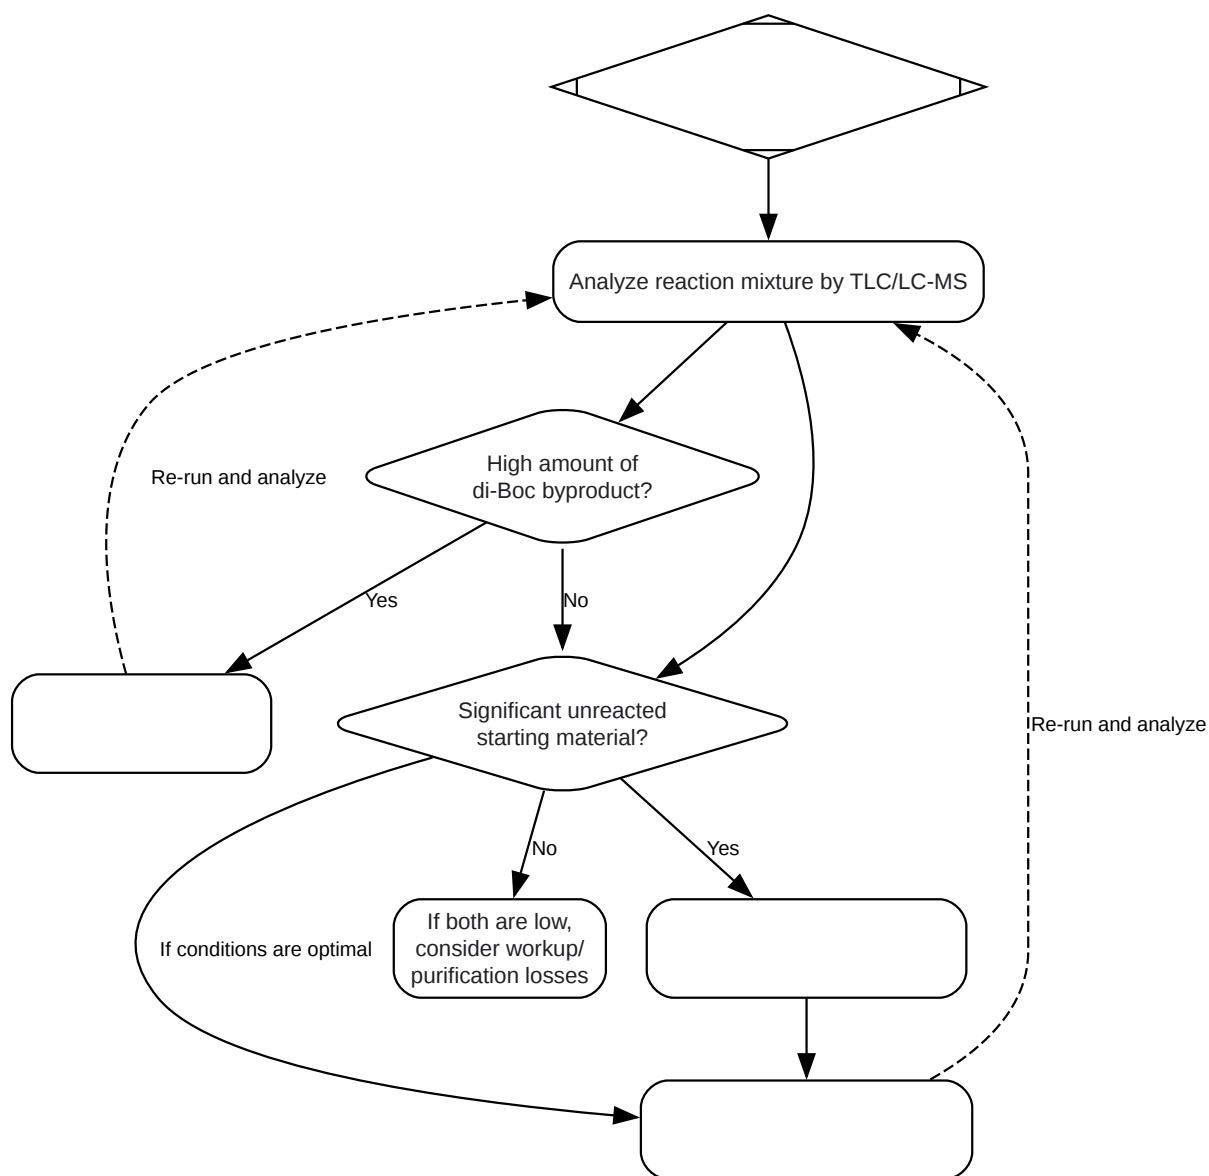 Analyze reaction mixture by TLC/LC-MS
High amount of
di-Boc byproduct?
Re-run and analyze
Yes
No
Significant unreacted
starting material?
Re-run and analyze
No
Yes
If both are low,
consider workup/
purification losses
If conditions are optimal